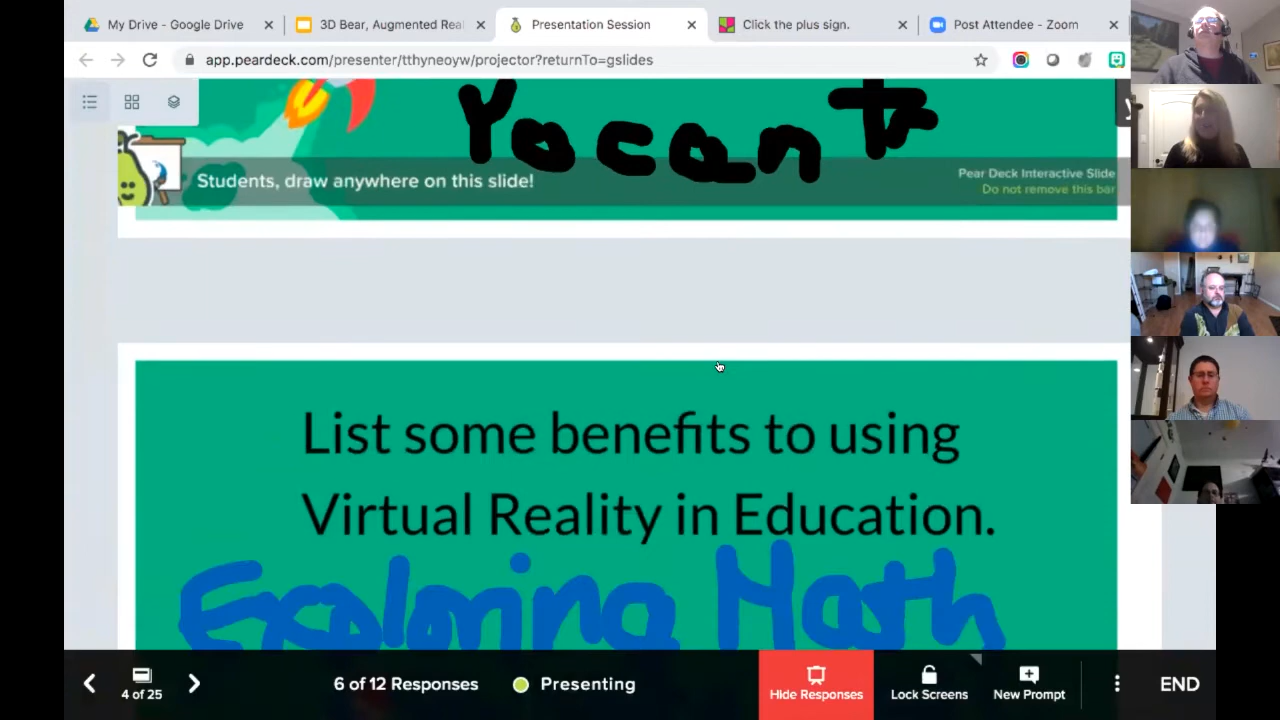 My Drive - Google Drive
3D Bear, Augmented Real
Presentation Session
Click the plus sign.
Post Attendee - Zoom
app.peardeck.com/presenter/tthyneoyw/projector?returnTo=gslides
Yo can
Students, draw anywhere on this slide!
Pear Deck Interactive Slide
Do not remove this bar
List some benefits to using
Virtual Reality in Education.
Exploring Math
4 of 25
6 of 12 Responses
Presenting
Hide Responses
Lock Screens
New Prompt
END